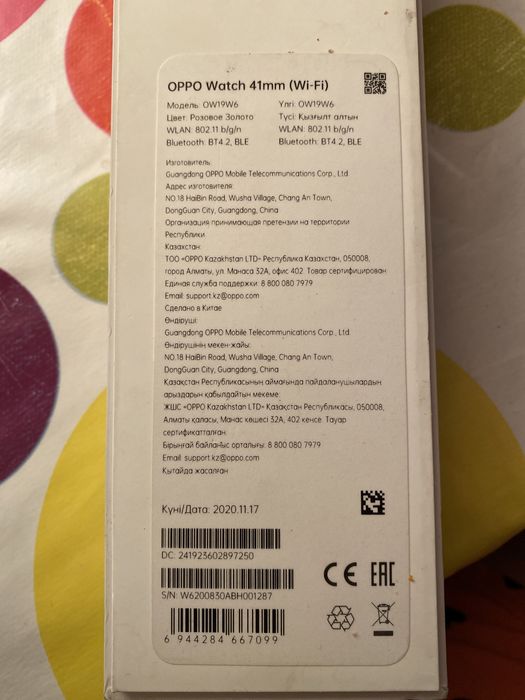 OPPO Watch 41mm (Wi-Fi)
Модель: OW19W6 Үлгі: OW19W6
Цвет: Розовое Золото Түсі: Қызғылт алтын
WLAN: 802.11 b/g/n WLAN: 802.11 b/g/n
Bluetooth: BT4.2, BLE Bluetooth: BT4.2, BLE
Изготовитель:
Guangdong OPPO Mobile Telecommunications Corp., Ltd.
Адрес изготовителя:
NO.18 HaiBin Road, Wusha Village, Chang An Town,
DongGuan City, Guangdong, China
Организация принимающая претензии на территории
Республики
Казахстан:
ТОО «OPPO Kazakhstan LTD» Республика Казахстан, 050008,
город Алматы, ул. Манаса 32А, офис 402. Товар сертифицирован.
Единая служба поддержки: 8 800 080 7979
Email: support.kz@oppo.com
Сделано в Китае
Өндіруші:
Guangdong OPPO Mobile Telecommunications Corp., Ltd.
Өндірушінің мекен-жайы:
NO.18 HaiBin Road, Wusha Village, Chang An Town,
DongGuan City, Guangdong, China
Қазақстан Республикасының аймағында пайдаланушылардың
арыздарын қабылдайтын мекеме:
ЖШС «OPPO Kazakhstan LTD» Қазақстан Республикасы, 050008,
Алматы қаласы, Манас көшесі 32А, 402 кеңсе. Тауар
сертификатталған.
Бірыңғай байланыс орталығы: 8 800 080 7979
Email: support.kz@oppo.com
Қытайда жасалған
Күні/Дата: 2020.11.17
DC: 241923602897250
S/N: W6200830ABH001287
CE EAC
6 944284 667099